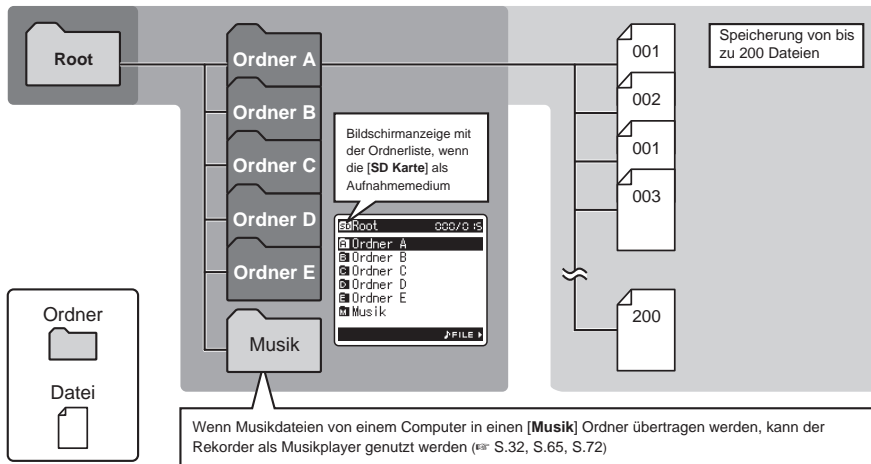 Root
Ordner A
Ordner B
Ordner C
Ordner D
Ordner E
Musik
Bildschirmanzeige mit
der Ordnerliste, wenn
die [SD Karte] als
Aufnahmemedium
SD Root 000/015
A Ordner A
B Ordner B
C Ordner C
D Ordner D
E Ordner E
M Musik
♪FILE ▸
001
002
001
003
200
Speicherung von bis
zu 200 Dateien
Ordner
Datei
Wenn Musikdateien von einem Computer in einen [Musik] Ordner übertragen werden, kann der
Rekorder als Musikplayer genutzt werden (☞ S.32, S.65, S.72)